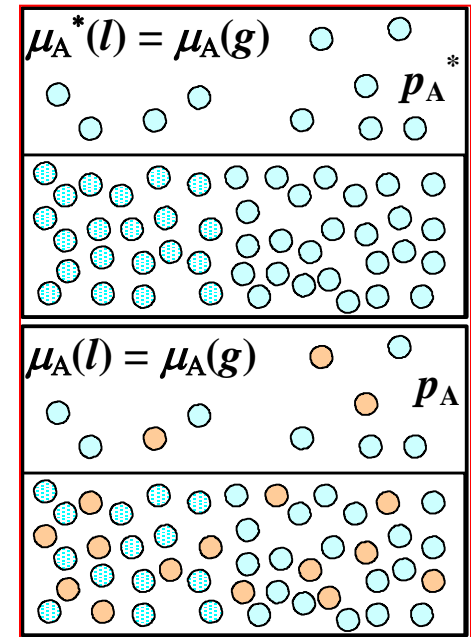 μA*(l) = μA(g)
pA*
μA(l) = μA(g)
pA